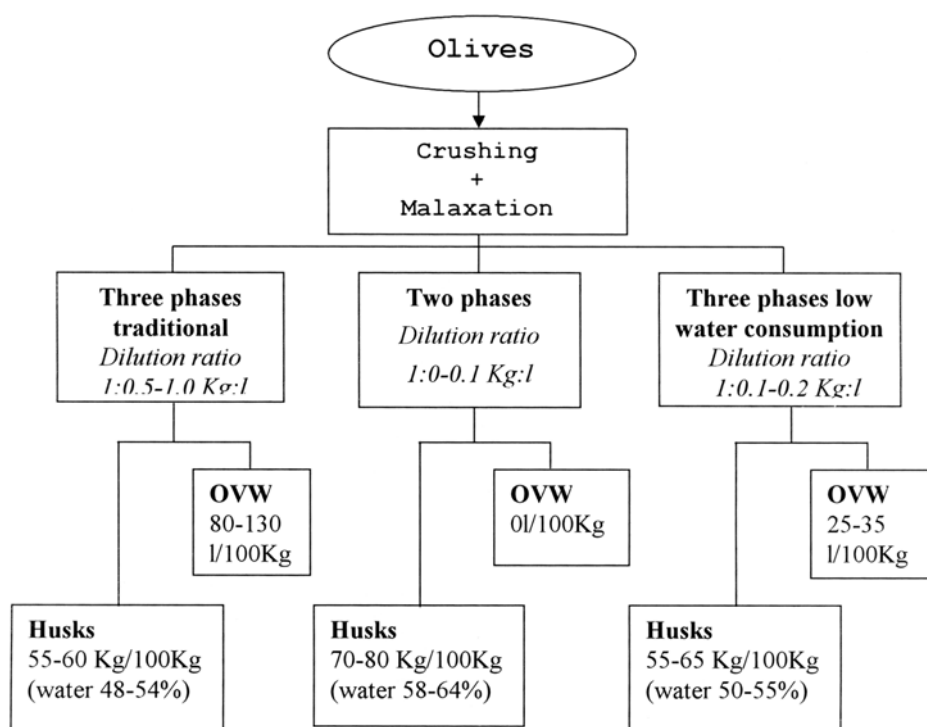 Olives
Crushing
+
Malaxation
Three phases
traditional
Dilution ratio
1:0.5-1.0 Kg:l
Two phases
Dilution ratio
1:0-0.1 Kg:l
Three phases low
water consumption
Dilution ratio
1:0.1-0.2 Kg:l
OVW
80-130
l/100Kg
OVW
0l/100Kg
OVW
25-35
l/100Kg
Husks
55-60 Kg/100Kg
(water 48-54%)
Husks
70-80 Kg/100Kg
(water 58-64%)
Husks
55-65 Kg/100Kg
(water 50-55%)